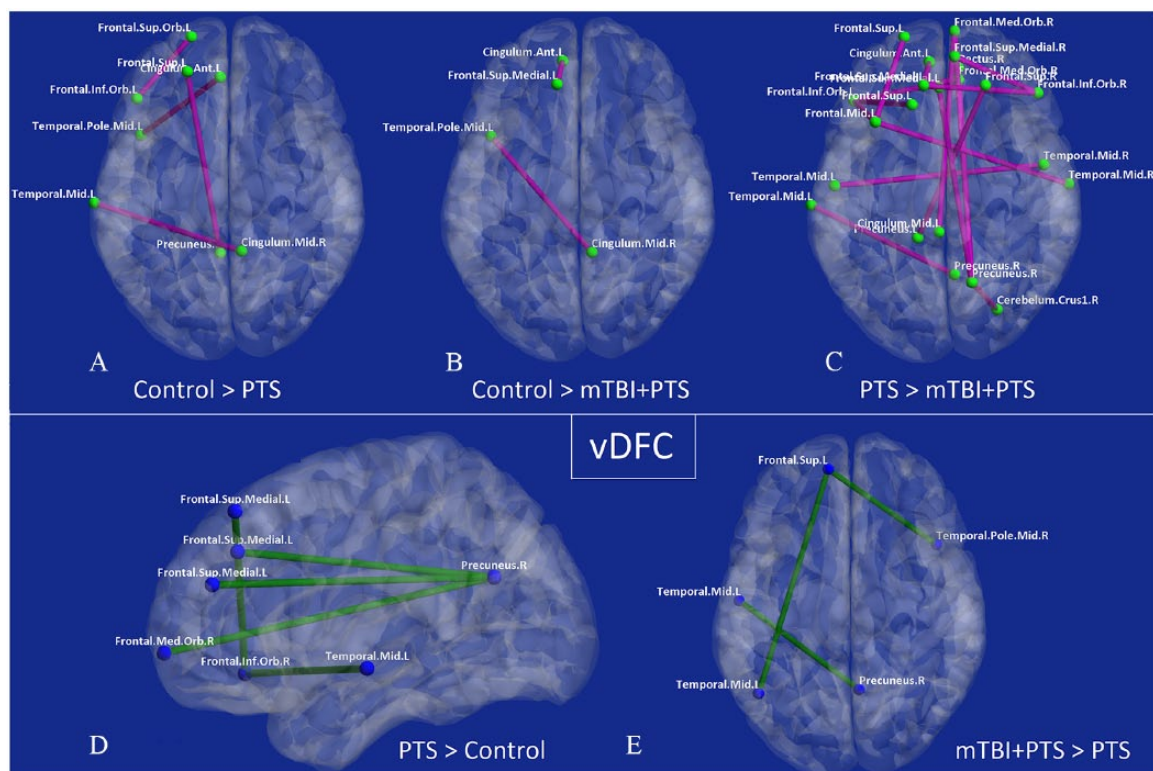 Frontal.Sup.Orb.L
Frontal.Sup.L
Cingulum.Ant.L
Frontal.Inf.Orb.L
Temporal.Pole.Mid.L
Temporal.Mid.L
Precuneus.
Cingulum.Mid.R
A
Control > PTS
Cingulum.Ant.L
Frontal.Sup.Medial.L
Temporal.Pole.Mid.L
Cingulum.Mid.R
B
Control > mTBI+PTS
Frontal.Sup.L
Frontal.Med.Orb.R
Frontal.Sup.Medial.R
Cingulum.Ant.L
Frontal.Med.Orb.R
Frontal.Sup.R
Frontal.Inf.Orb.L
Frontal.Inf.Orb.R
Frontal.Sup.L
Frontal.Mid.L
Temporal.Mid.R
Temporal.Mid.L
Temporal.Mid.R
Temporal.Mid.L
Cingulum.Mid.L
Precuneus.L
Precuneus.R
Precuneus.R
Cerebelum.Crus1.R
C
PTS > mTBI+PTS
vDFC
Frontal.Sup.Medial.L
Frontal.Sup.Medial.L
Frontal.Sup.Medial.L
Precuneus.R
Frontal.Med.Orb.R
Frontal.Inf.Orb.R
Temporal.Mid.L
D
PTS > Control
Frontal.Sup.L
Temporal.Pole.Mid.R
Temporal.Mid.L
Temporal.Mid.L
Precuneus.R
E
mTBI+PTS > PTS